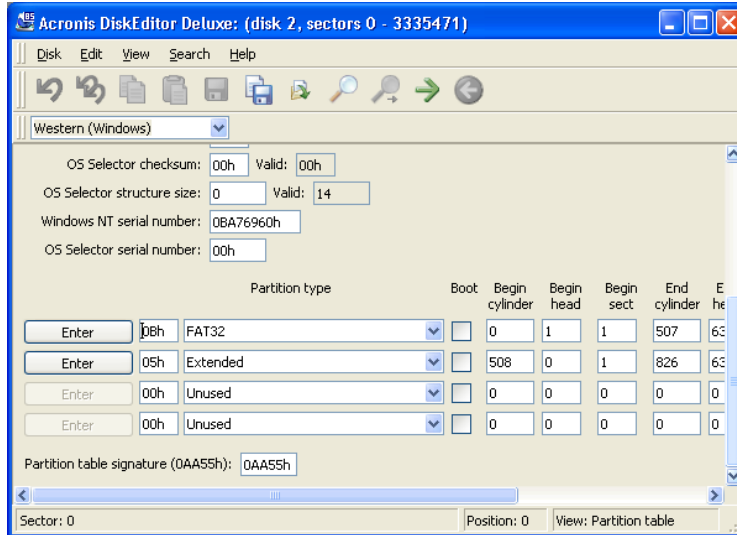 Acronis DiskEditor Deluxe: (disk 2, sectors 0 - 3335471)
Disk Edit View Search Help
Western (Windows)
OS Selector checksum: 00h Valid: 00h
OS Selector structure size: 0 Valid: 14
Windows NT serial number: 0BA76960h
OS Selector serial number: 00h
Partition type Boot Begin cylinder Begin head Begin sect End cylinder
Enter 0Bh FAT32 0 1 1 507 63
Enter 05h Extended 508 0 1 826 63
Enter 00h Unused 0 0 0 0 0
Enter 00h Unused 0 0 0 0 0
Partition table signature (0AA55h): 0AA55h
Sector: 0 Position: 0 View: Partition table